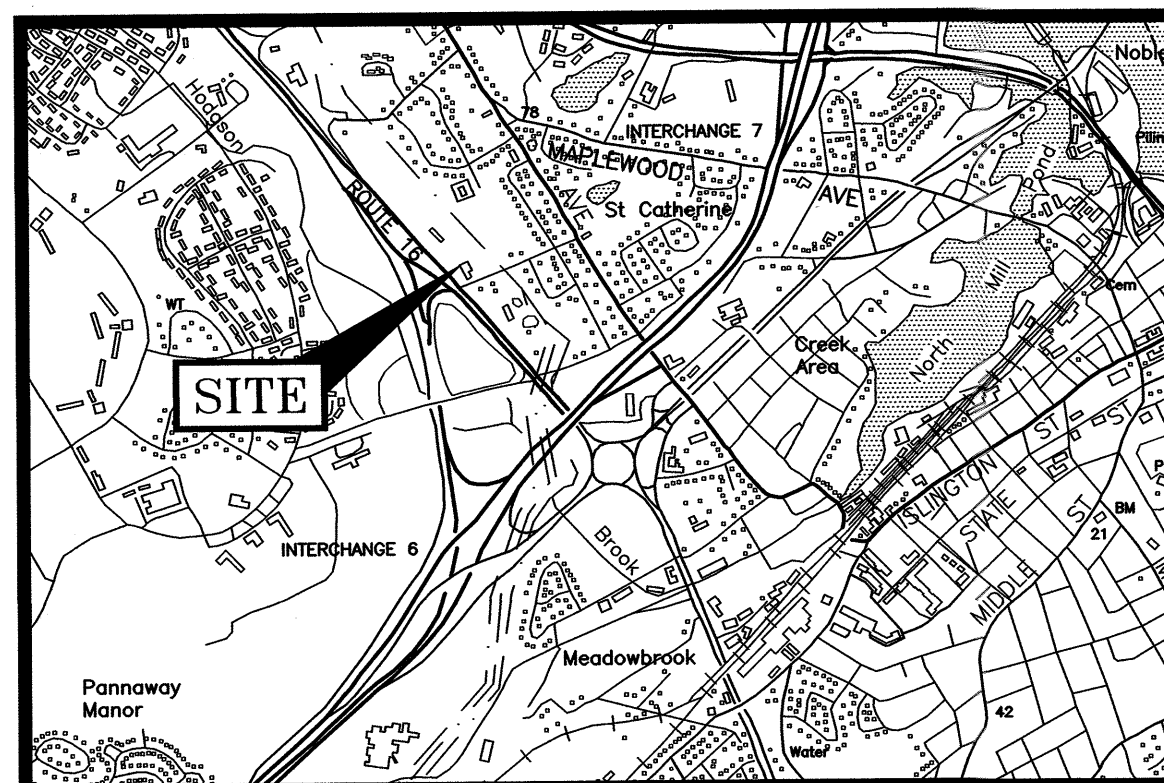 Noble
Hodgson
78
INTERCHANGE 7
Pilin
MAPLEWOOD
AVE
Pond
ROUTE 16
AVE
St Catherine
WT
Mill
Cem
SITE
Creek
Area
North
ST
ST
ISLINGTON
STATE
ST
P
BM
21
INTERCHANGE 6
Brook
MIDDLE
Meadowbrook
Pannaway
Manor
42
Water